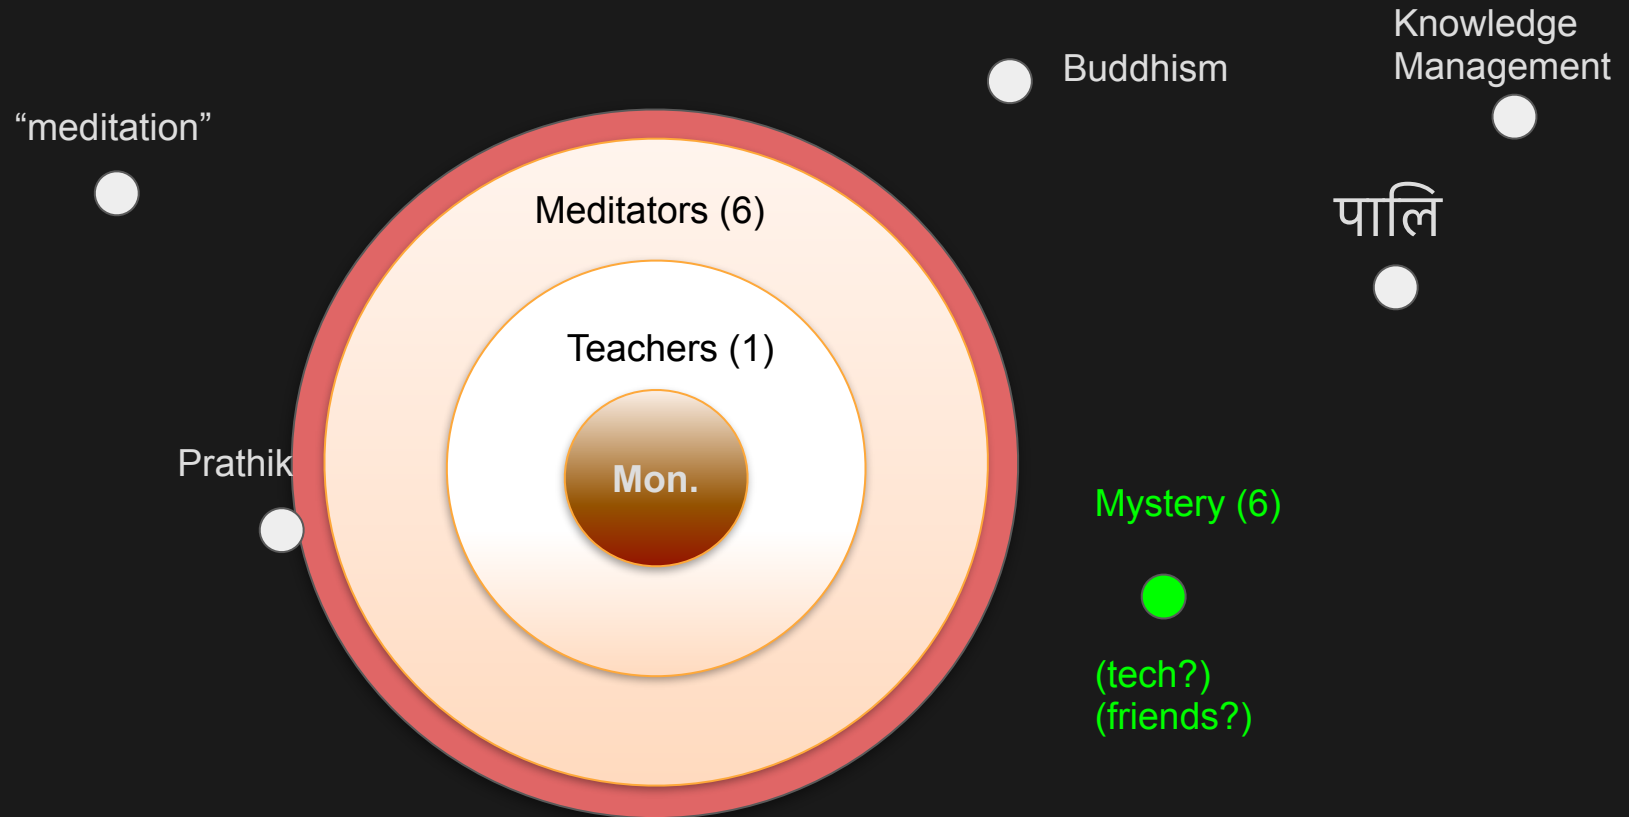 Knowledge
Management
Buddhism
“meditation”
पालि
Meditators (6)
Teachers (1)
Prathik
Mon.
Mystery (6)
(tech?)
(friends?)